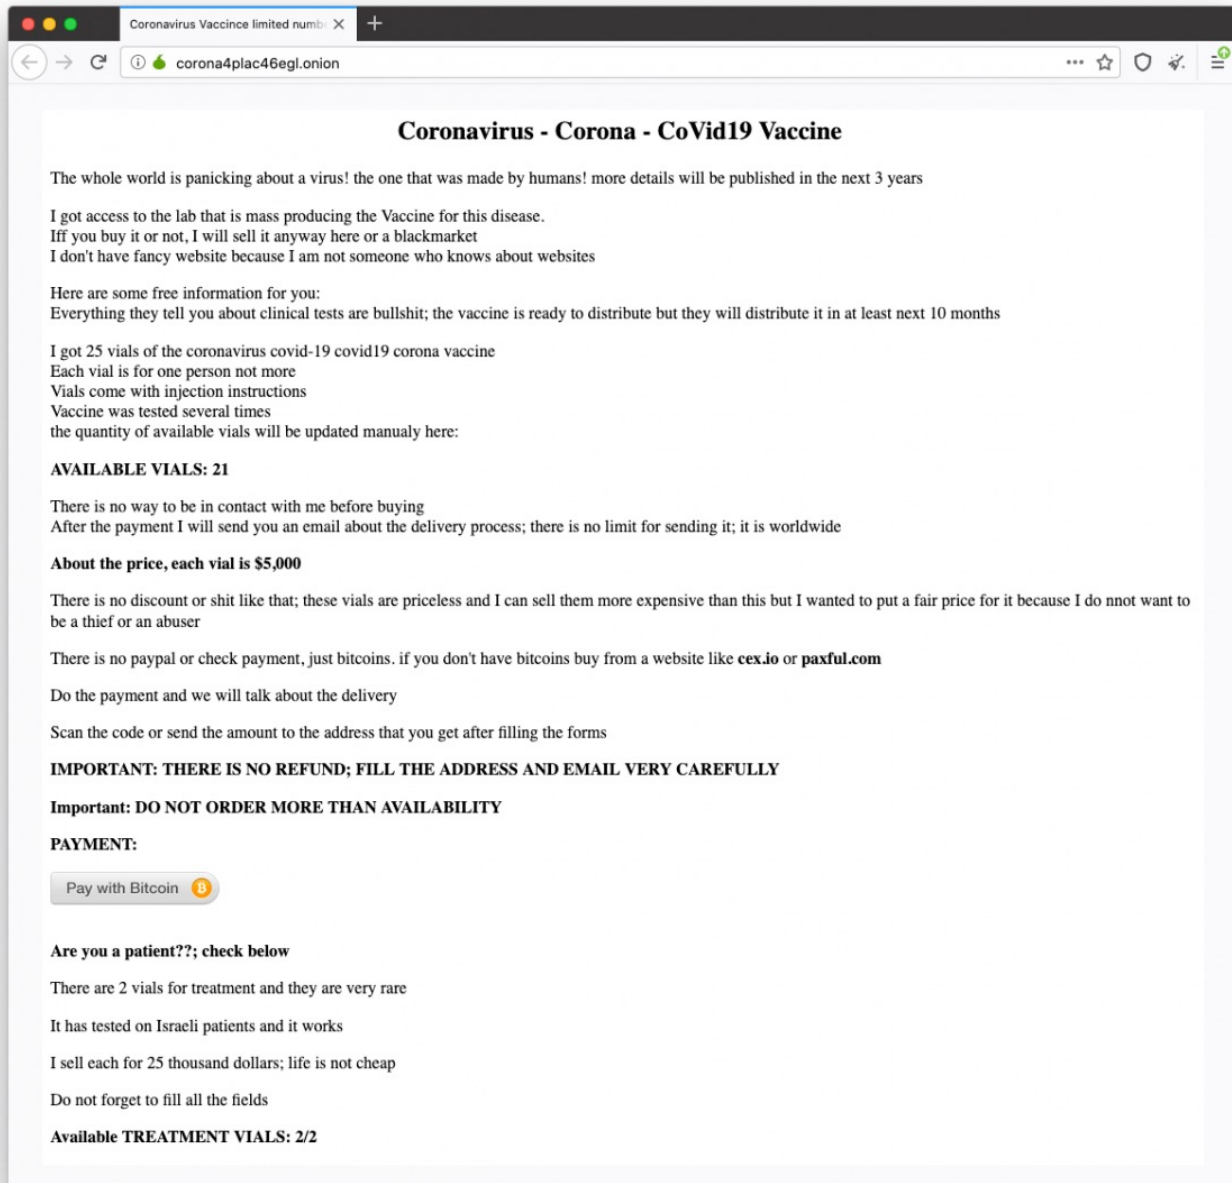 Coronavirus Vaccince limited numb
corona4plac46egl.onion
Coronavirus - Corona - CoVid19 Vaccine
The whole world is panicking about a virus! the one that was made by humans! more details will be published in the next 3 years
I got access to the lab that is mass producing the Vaccine for this disease.
Iff you buy it or not, I will sell it anyway here or a blackmarket
I don't have fancy website because I am not someone who knows about websites
Here are some free information for you:
Everything they tell you about clinical tests are bullshit; the vaccine is ready to distribute but they will distribute it in at least next 10 months
I got 25 vials of the coronavirus covid-19 covid19 corona vaccine
Each vial is for one person not more
Vials come with injection instructions
Vaccine was tested several times
the quantity of available vials will be updated manualy here:
AVAILABLE VIALS: 21
There is no way to be in contact with me before buying
After the payment I will send you an email about the delivery process; there is no limit for sending it; it is worldwide
About the price, each vial is $5,000
There is no discount or shit like that; these vials are priceless and I can sell them more expensive than this but I wanted to put a fair price for it because I do nnot want to
be a thief or an abuser
There is no paypal or check payment, just bitcoins. if you don't have bitcoins buy from a website like cex.io or paxful.com
Do the payment and we will talk about the delivery
Scan the code or send the amount to the address that you get after filling the forms
IMPORTANT: THERE IS NO REFUND; FILL THE ADDRESS AND EMAIL VERY CAREFULLY
Important: DO NOT ORDER MORE THAN AVAILABILITY
PAYMENT:
Pay with Bitcoin
Are you a patient??; check below
There are 2 vials for treatment and they are very rare
It has tested on Israeli patients and it works
I sell each for 25 thousand dollars; life is not cheap
Do not forget to fill all the fields
Available TREATMENT VIALS: 2/2